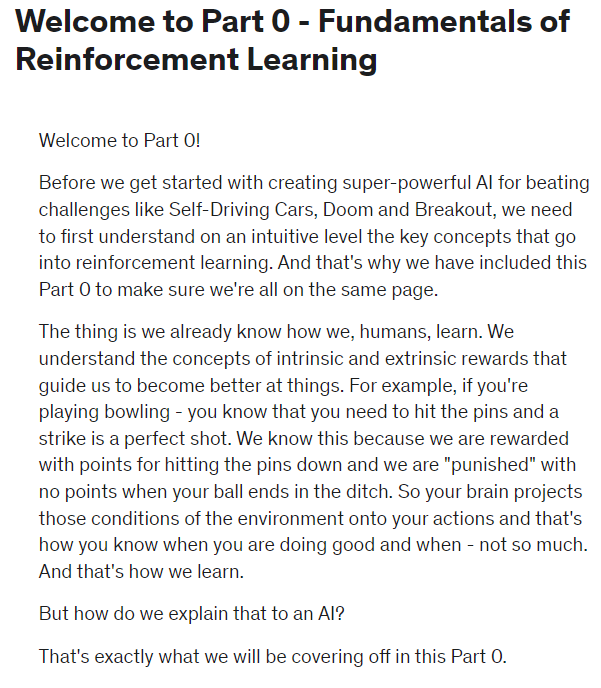 Welcome to Part 0 - Fundamentals of
Reinforcement Learning
Welcome to Part 0!
Before we get started with creating super-powerful AI for beating
challenges like Self-Driving Cars, Doom and Breakout, we need
to first understand on an intuitive level the key concepts that go
into reinforcement learning. And that's why we have included this
Part 0 to make sure we're all on the same page.
The thing is we already know how we, humans, learn. We
understand the concepts of intrinsic and extrinsic rewards that
guide us to become better at things. For example, if you're
playing bowling - you know that you need to hit the pins and a
strike is a perfect shot. We know this because we are rewarded
with points for hitting the pins down and we are "punished" with
no points when your ball ends in the ditch. So your brain projects
those conditions of the environment onto your actions and that's
how you know when you are doing good and when - not so much.
And that's how we learn.
But how do we explain that to an AI?
That's exactly what we will be covering off in this Part 0.